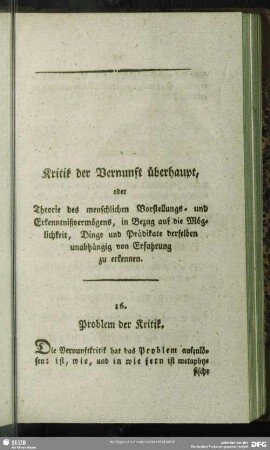 Kritik der Vernunft überhaupt,
oder
Theorie des menschlichen Vorstellungs- und
Erkenntnißvermögens, in Bezug auf die Mög-
lichkeit, Dinge und Prädikate derselben
unabhängig von Erfahrung
zu erkennen.
26.
Problem der Kritik.
Die Vernunftkritik hat das Problem aufzulö-
sen: ist, wie, und in wie fern ist metaphy-
sische
SLUB